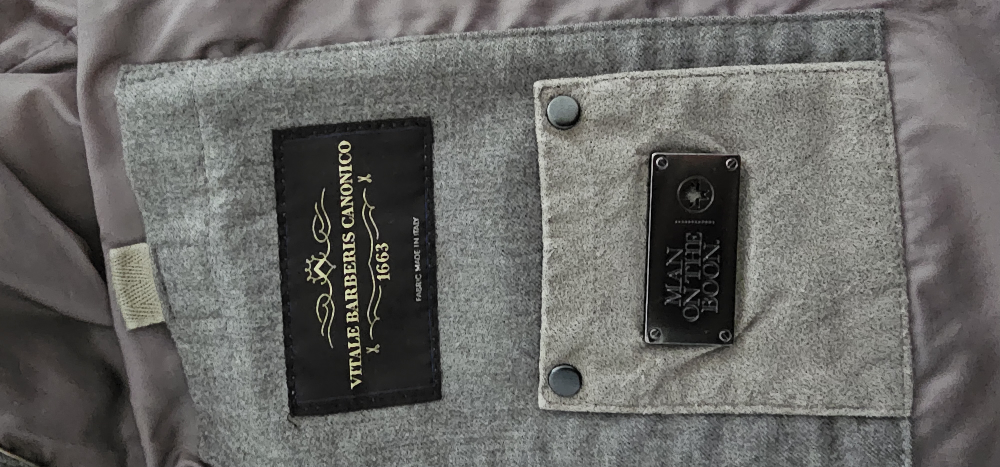 VITALE BARBERIS CANONICO
1663
FABRIC MADE IN ITALY
MAN
ON THE
BOON.